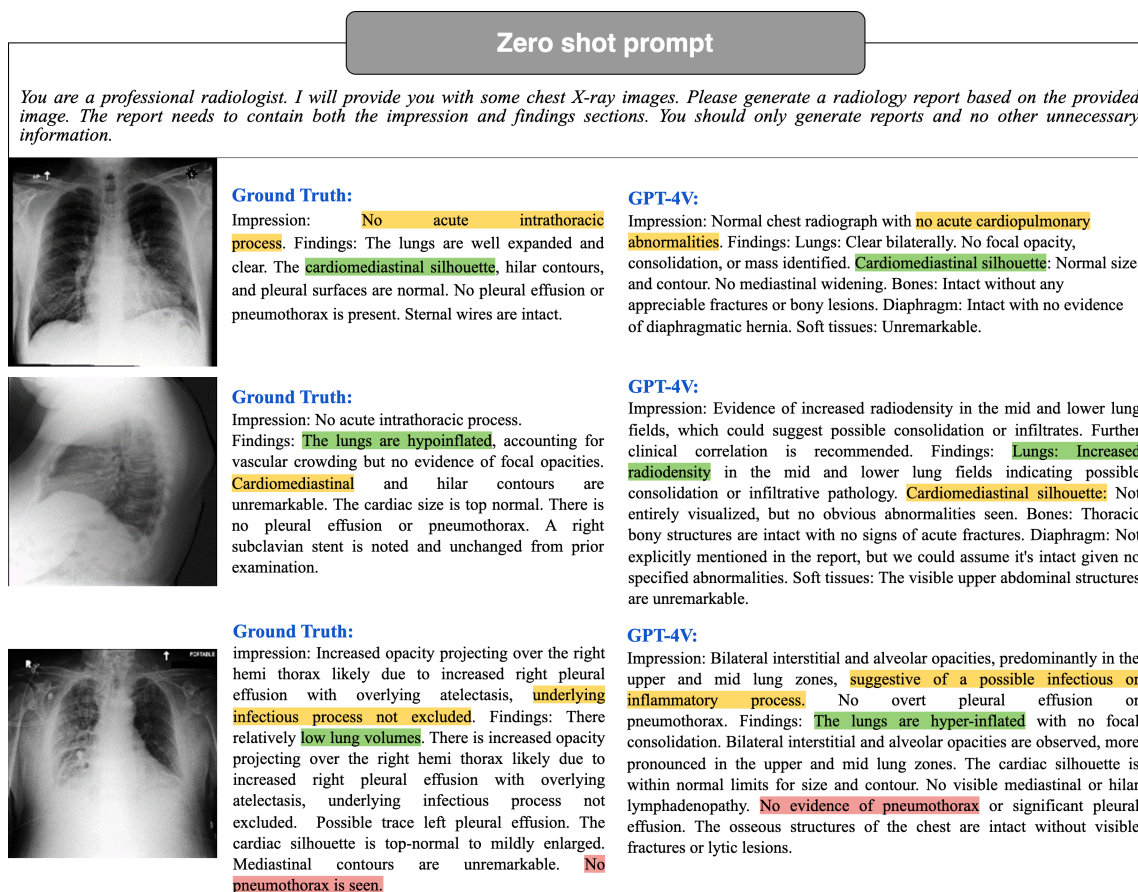 Zero shot prompt
You are a professional radiologist. I will provide you with some chest X-ray images. Please generate a radiology report based on the provided
image. The report needs to contain both the impression and findings sections. You should only generate reports and no other unnecessary
information.
Ground Truth:
Impression: No acute intrathoracic
process. Findings: The lungs are well expanded and
clear. The cardiomediastinal silhouette, hilar contours,
and pleural surfaces are normal. No pleural effusion or
pneumothorax is present. Sternal wires are intact.
GPT-4V:
Impression: Normal chest radiograph with no acute cardiopulmonary
abnormalities. Findings: Lungs: Clear bilaterally. No focal opacity,
consolidation, or mass identified. Cardiomediastinal silhouette: Normal size
and contour. No mediastinal widening. Bones: Intact without any
appreciable fractures or bony lesions. Diaphragm: Intact with no evidence
of diaphragmatic hernia. Soft tissues: Unremarkable.
Ground Truth:
Impression: No acute intrathoracic process.
Findings: The lungs are hypoinflated, accounting for
vascular crowding but no evidence of focal opacities.
Cardiomediastinal and hilar contours are
unremarkable. The cardiac size is top normal. There is
no pleural effusion or pneumothorax. A right
subclavian stent is noted and unchanged from prior
examination.
GPT-4V:
Impression: Evidence of increased radiodensity in the mid and lower lung
fields, which could suggest possible consolidation or infiltrates. Further
clinical correlation is recommended. Findings: Lungs: Increased
radiodensity in the mid and lower lung fields indicating possible
consolidation or infiltrative pathology. Cardiomediastinal silhouette: Not
entirely visualized, but no obvious abnormalities seen. Bones: Thoracic
bony structures are intact with no signs of acute fractures. Diaphragm: Not
explicitly mentioned in the report, but we could assume it's intact given no
specified abnormalities. Soft tissues: The visible upper abdominal structures
are unremarkable.
R
PORTABLE
Ground Truth:
impression: Increased opacity projecting over the right
hemi thorax likely due to increased right pleural
effusion with overlying atelectasis, underlying
infectious process not excluded. Findings: There
relatively low lung volumes. There is increased opacity
projecting over the right hemi thorax likely due to
increased right pleural effusion with overlying
atelectasis, underlying infectious process not
excluded. Possible trace left pleural effusion. The
cardiac silhouette is top-normal to mildly enlarged.
Mediastinal contours are unremarkable. No
pneumothorax is seen.
GPT-4V:
Impression: Bilateral interstitial and alveolar opacities, predominantly in the
upper and mid lung zones, suggestive of a possible infectious or
inflammatory process. No overt pleural effusion or
pneumothorax. Findings: The lungs are hyper-inflated with no focal
consolidation. Bilateral interstitial and alveolar opacities are observed, more
pronounced in the upper and mid lung zones. The cardiac silhouette is
within normal limits for size and contour. No visible mediastinal or hilar
lymphadenopathy. No evidence of pneumothorax or significant pleural
effusion. The osseous structures of the chest are intact without visible
fractures or lytic lesions.